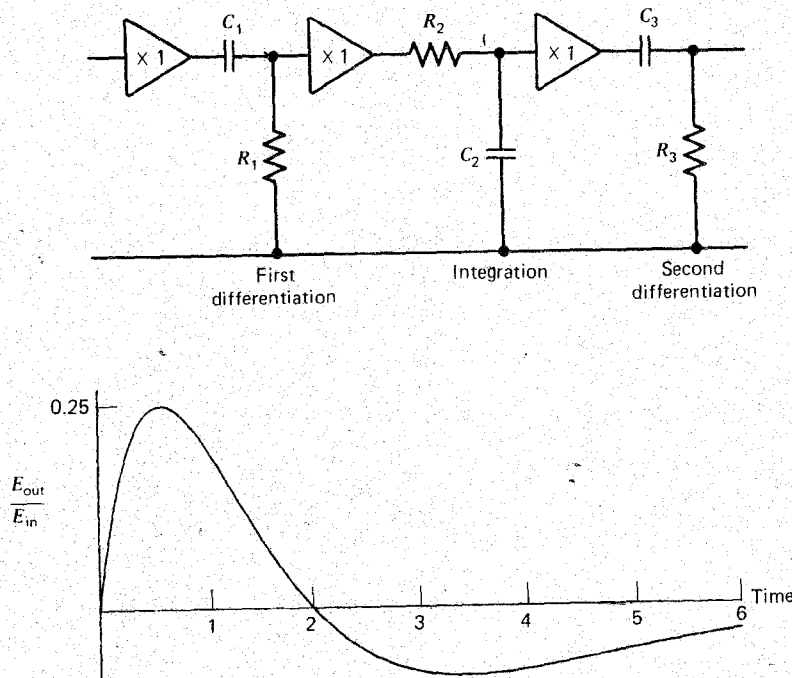 C1
R2
C3
× 1
× 1
× 1
R1
C2
R3
First
differentiation
Integration
Second
differentiation
0.25
Eout
Ein
1
2
3
4
5
6
Time